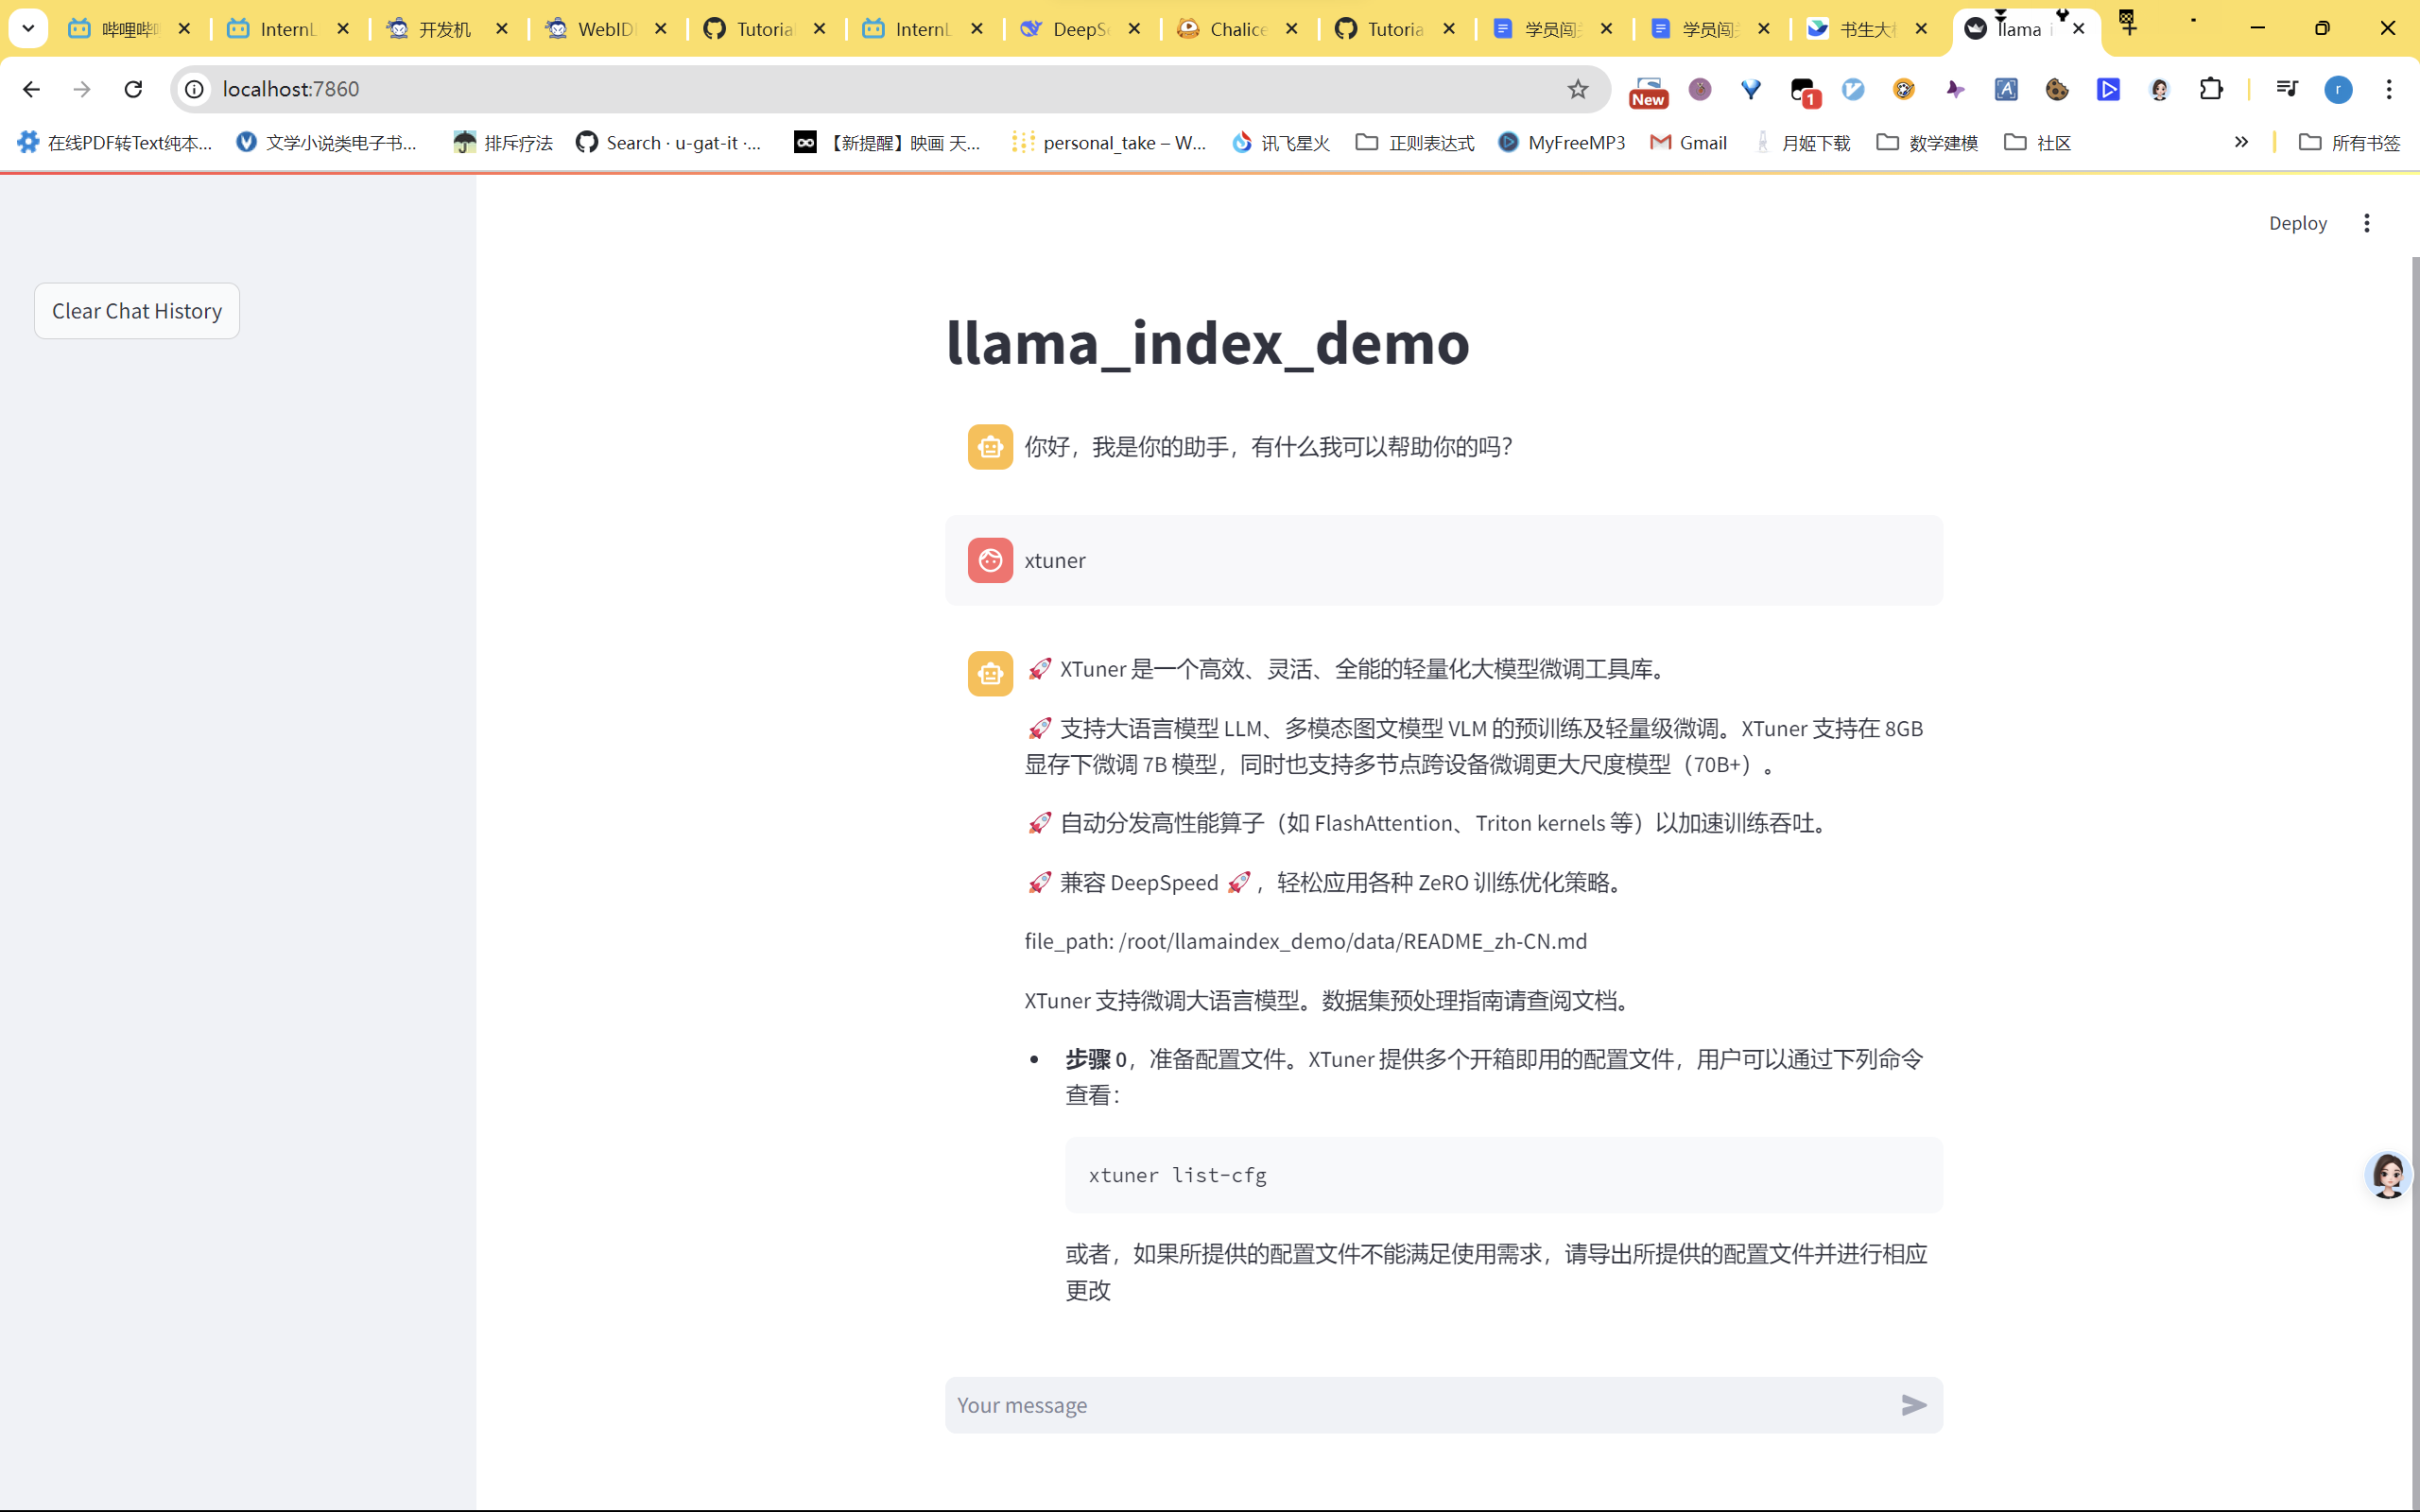 哔哩哔
InternL
开发机
WebID
Tutoria
InternL
DeepS
Chalice
Tutoria
学员闯
学员闯
书生大
llama i
localhost:7860
New
1
r
在线PDF转Text纯本...
文学小说类电子书...
排斥疗法
Search · u-gat-it ·...
【新提醒】映画 天...
personal_take – W...
讯飞星火
正则表达式
MyFreeMP3
Gmail
月姬下载
数学建模
社区
所有书签
Deploy
Clear Chat History
llama_index_demo
你好，我是你的助手，有什么我可以帮助你的吗？
xtuner
🚀 XTuner 是一个高效、灵活、全能的轻量化大模型微调工具库。
🚀 支持大语言模型 LLM、多模态图文模型 VLM 的预训练及轻量级微调。XTuner 支持在 8GB
显存下微调 7B 模型，同时也支持多节点跨设备微调更大尺度模型（70B+）。
🚀 自动分发高性能算子（如 FlashAttention、Triton kernels 等）以加速训练吞吐。
🚀 兼容 DeepSpeed 🚀，轻松应用各种 ZeRO 训练优化策略。
file_path: /root/llamaindex_demo/data/README_zh-CN.md
XTuner 支持微调大语言模型。数据集预处理指南请查阅文档。
• 步骤 0，准备配置文件。XTuner 提供多个开箱即用的配置文件，用户可以通过下列命令
查看：
xtuner list-cfg
或者，如果所提供的配置文件不能满足使用需求，请导出所提供的配置文件并进行相应
更改
Your message